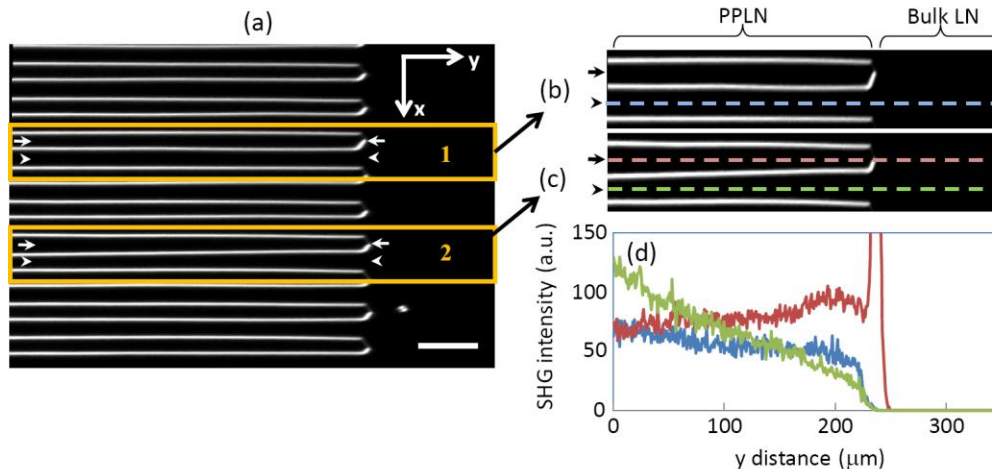 (a)
y
x
1
2
PPLN Bulk LN
(b)
(c)
(d)
SHG intensity (a.u.)
150
100
50
0
0 100 200 300
y distance (μm)